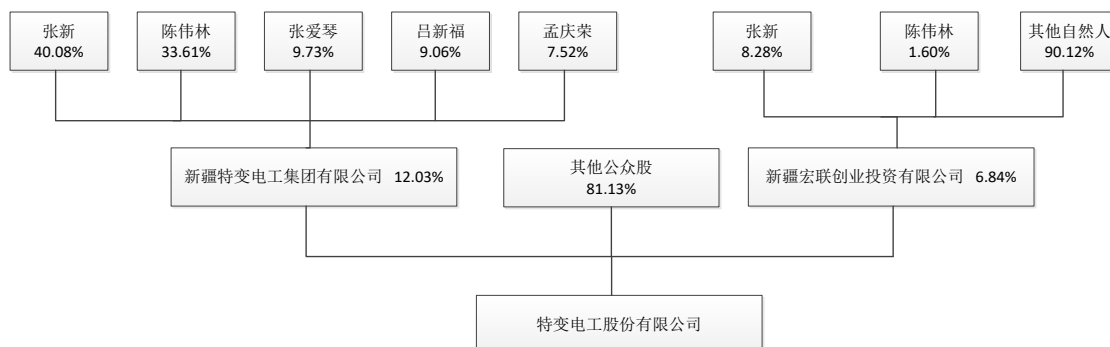 张新
40.08%
陈伟林
33.61%
张爱琴
9.73%
吕新福
9.06%
孟庆荣
7.52%
张新
8.28%
陈伟林
1.60%
其他自然人
90.12%
新疆特变电工集团有限公司 12.03%
其他公众股
81.13%
新疆宏联创业投资有限公司 6.84%
特变电工股份有限公司